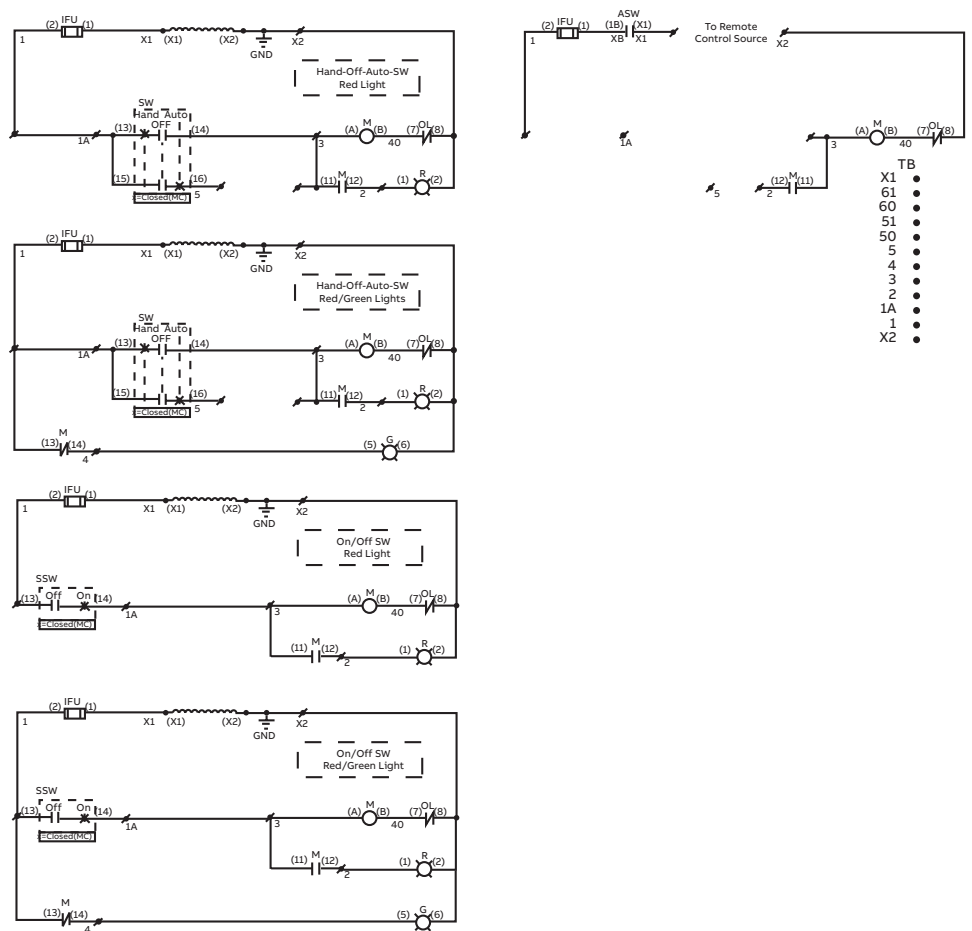 (2) IFU (1)
1 X1 (X1) (X2) X2
GND
Hand-Off-Auto-SW
Red Light
SW
Hand Auto
OFF
1A (13) (14) 3 (A) M (B) 40 (7) OL (8)
(15) (16) 5 (11) M (12) 2 (1) R (2)
=Closed(MC)
(2) IFU (1)
1 X1 (X1) (X2) X2
GND
Hand-Off-Auto-SW
Red/Green Lights
SW
Hand Auto
OFF
1A (13) (14) 3 (A) M (B) 40 (7) OL (8)
(15) (16) 5 (11) M (12) 2 (1) R (2)
=Closed(MC)
(13) M (14) 4 (5) G (6)
(2) IFU (1)
1 X1 (X1) (X2) X2
GND
On/Off SW
Red Light
SSW
(13) Off On (14) 1A 3 (A) M (B) 40 (7) OL (8)
=Closed(MC)
(11) M (12) 2 (1) R (2)
(2) IFU (1)
1 X1 (X1) (X2) X2
GND
On/Off SW
Red/Green Light
SSW
(13) Off On (14) 1A 3 (A) M (B) 40 (7) OL (8)
=Closed(MC)
(11) M (12) 2 (1) R (2)
(13) M (14) 4 (5) G (6)
ASW
(2) IFU (1) (1B) (X1)
1 XB X1
To Remote
Control Source
X2
1A 3 (A) M (B) 40 (7) OL (8)
5 2 (12) M (11)
TB
X1
61
60
51
50
5
4
3
2
1A
1
X2